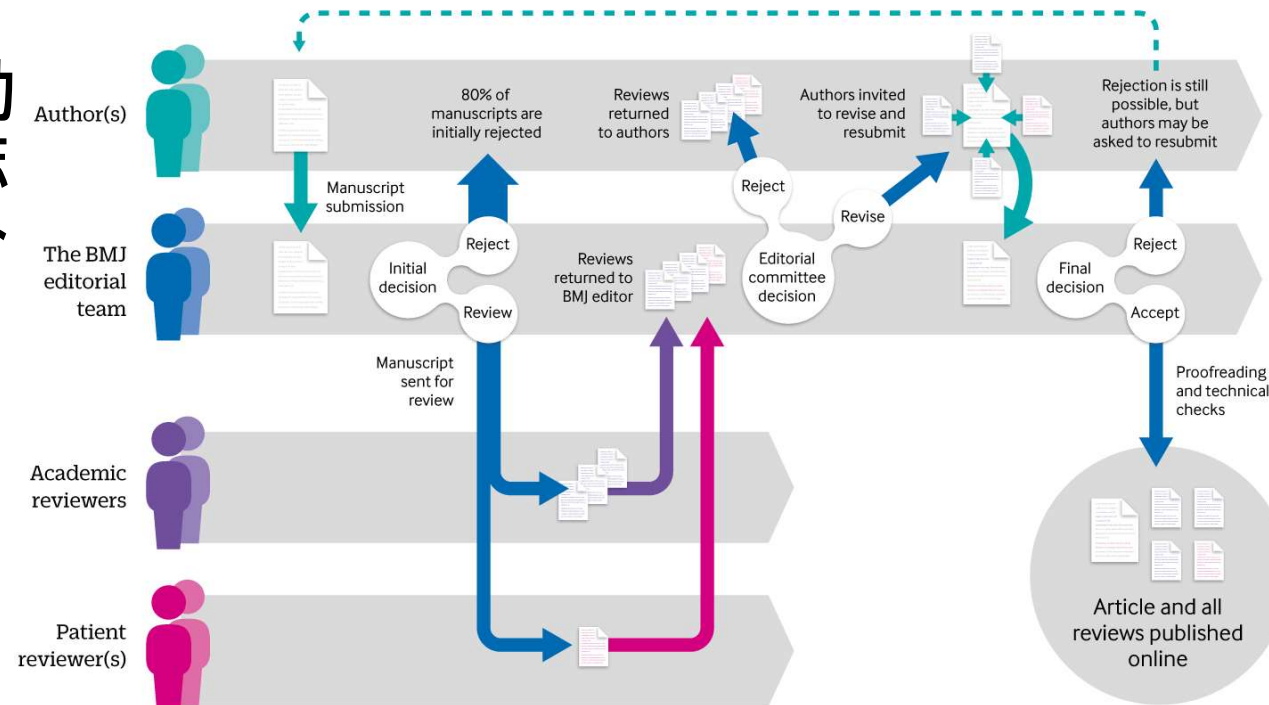 Author(s)
80% of
manuscripts are
initially rejected
Reviews
returned
to authors
Authors invited
to revise and
resubmit
Rejection is still
possible, but
authors may be
asked to resubmit
Manuscript
submission
Reject
Revise
The BMJ
editorial
team
Initial
decision
Reject
Review
Reviews
returned to
BMJ editor
Editorial
committee
decision
Final
decision
Reject
Accept
Manuscript
sent for
review
Proofreading
and technical
checks
Academic
reviewers
Patient
reviewer(s)
Article and all
reviews published
online